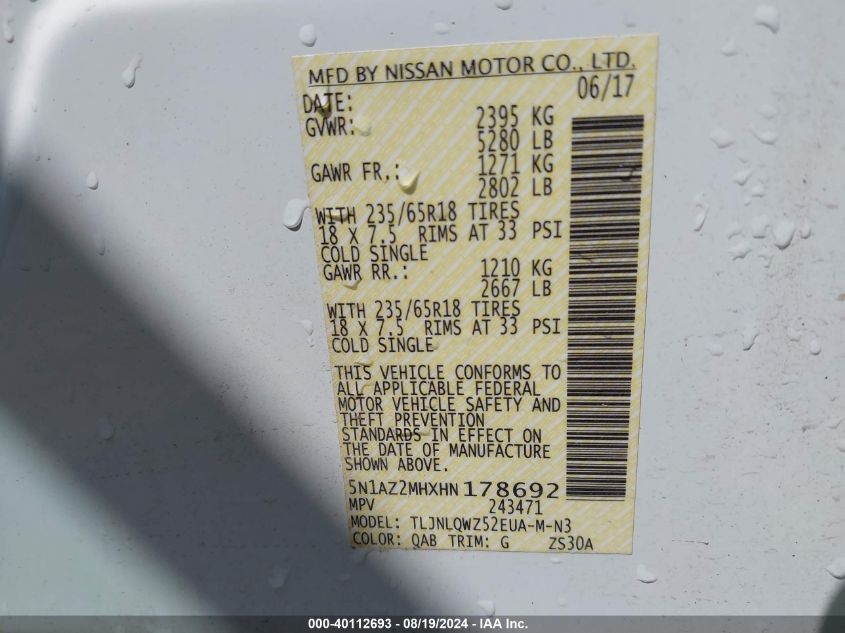 MFD BY NISSAN MOTOR CO., LTD.
DATE: 06/17
GVWR: 2395 KG
5280 LB
GAWR FR.: 1271 KG
2802 LB
WITH 235/65R18 TIRES
18 X 7.5 RIMS AT 33 PSI
COLD SINGLE
GAWR RR.: 1210 KG
2667 LB
WITH 235/65R18 TIRES
18 X 7.5 RIMS AT 33 PSI
COLD SINGLE
THIS VEHICLE CONFORMS TO
ALL APPLICABLE FEDERAL
MOTOR VEHICLE SAFETY AND
THEFT PREVENTION
STANDARDS IN EFFECT ON
THE DATE OF MANUFACTURE
SHOWN ABOVE.
5N1AZ2MHXHN178692
MPV 243471
MODEL: TLJNLQWZ52EUA-M-N3
COLOR: QAB TRIM: G ZS30A
000-40112693 - 08/19/2024 - IAA Inc.